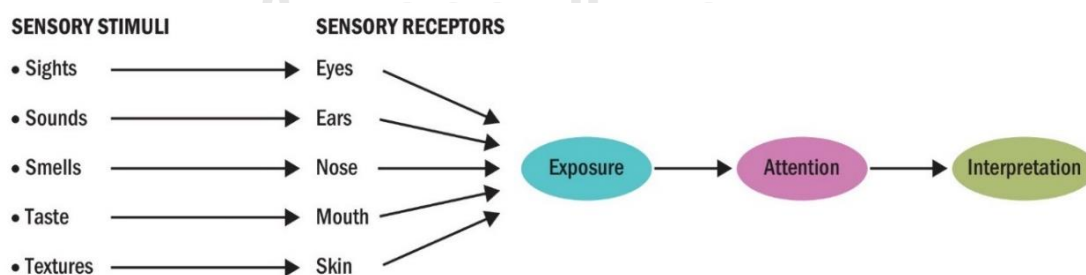 SENSORY STIMULI SENSORY RECEPTORS
• Sights Eyes
• Sounds Ears
• Smells Nose Exposure Attention Interpretation
• Taste Mouth
• Textures Skin